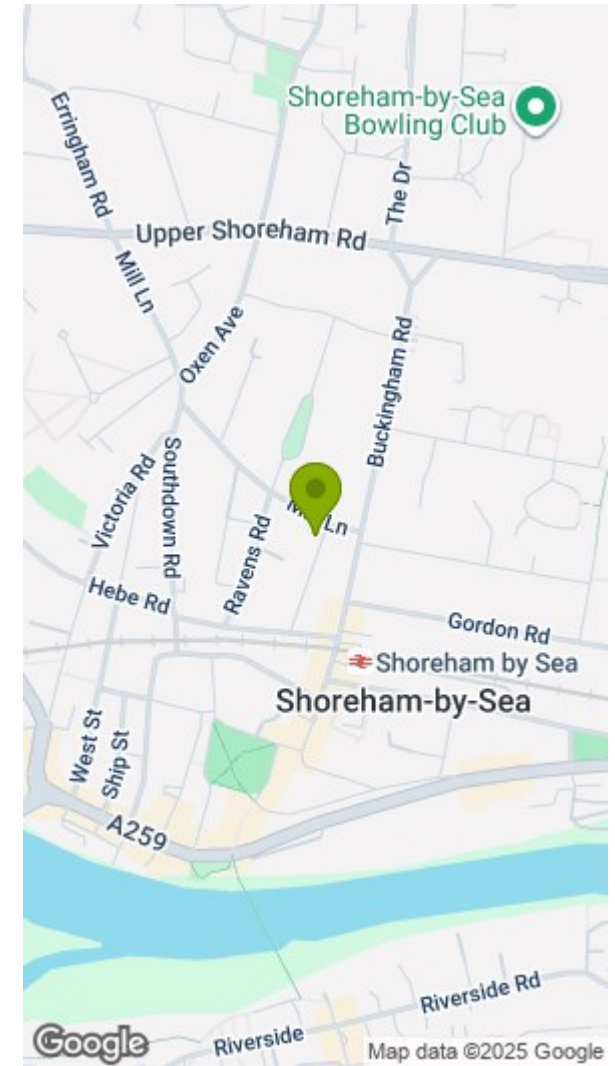 Shoreham-by-Sea
Bowling Club
Erringham Rd
The Dr
Upper Shoreham Rd
Mill Ln
Oxen Ave
Buckingham Rd
Southdown Rd
Victoria Rd
Ln
Ravens Rd
Hebe Rd
Gordon Rd
Shoreham by Sea
Shoreham-by-Sea
West St
Ship St
A259
Riverside Rd
Riverside
Google
Map data ©2025 Google